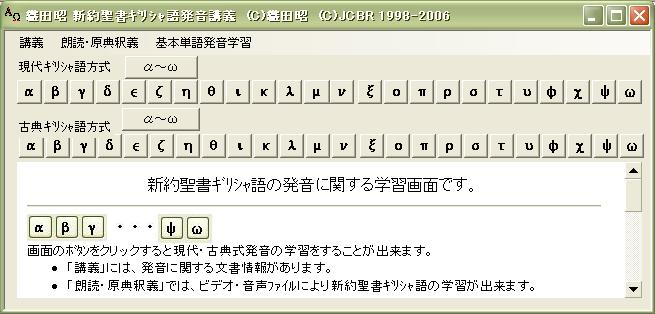 豊田昭 新約聖書ｷﾞﾘｼｬ語発音講義 (C)豊田昭 (C)JCBR 1998-2006
講義 朗読・原典釈義 基本単語発音学習
現代ｷﾞﾘｼｬ語方式 α～ω
α β γ δ ϵ ζ η θ ι κ λ μ ν ξ ο π ρ σ τ υ φ χ ψ ω
古典ｷﾞﾘｼｬ語方式 α～ω
α β γ δ ϵ ζ η θ ι κ λ μ ν ξ ο π ρ σ τ υ φ χ ψ ω
新約聖書ｷﾞﾘｼｬ語の発音に関する学習画面です。
α β γ ・・・ ψ ω
画面のﾎﾞﾀﾝをクリックすると現代・古典式発音の学習をすることが出来ます。
• 「講義」には、発音に関する文書情報があります。
• 「朗読・原典釈義」では、ビデオ・音声ﾌｧｲﾙにより新約聖書ｷﾞﾘｼｬ語の学習が出来ます。